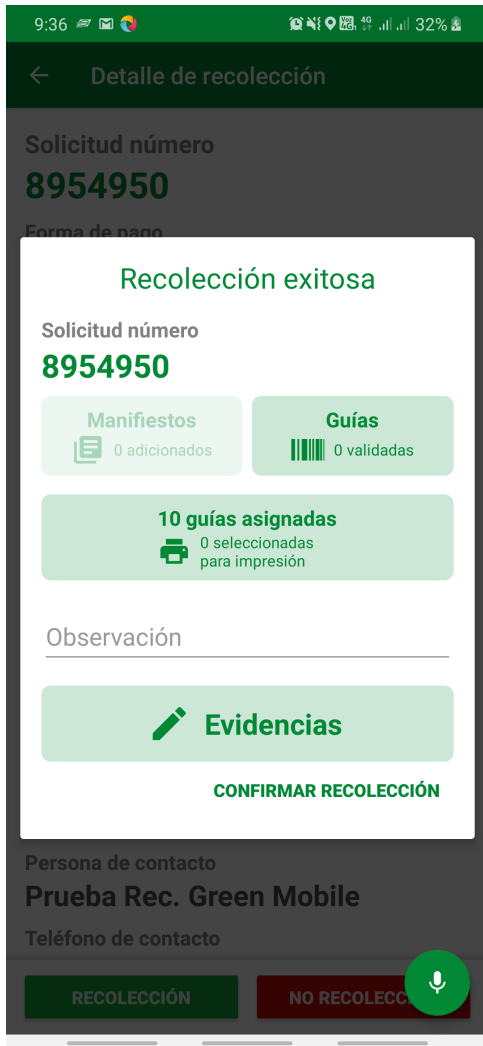 9:36
4G
32%
Detalle de recolección
Solicitud número
8954950
Forma de pago
Recolección exitosa
Solicitud número
8954950
Manifiestos
0 adicionados
Guías
0 validadas
10 guías asignadas
0 seleccionadas
para impresión
Observación
Evidencias
CONFIRMAR RECOLECCIÓN
Persona de contacto
Prueba Rec. Green Mobile
Teléfono de contacto
RECOLECCIÓN
NO RECOLECC